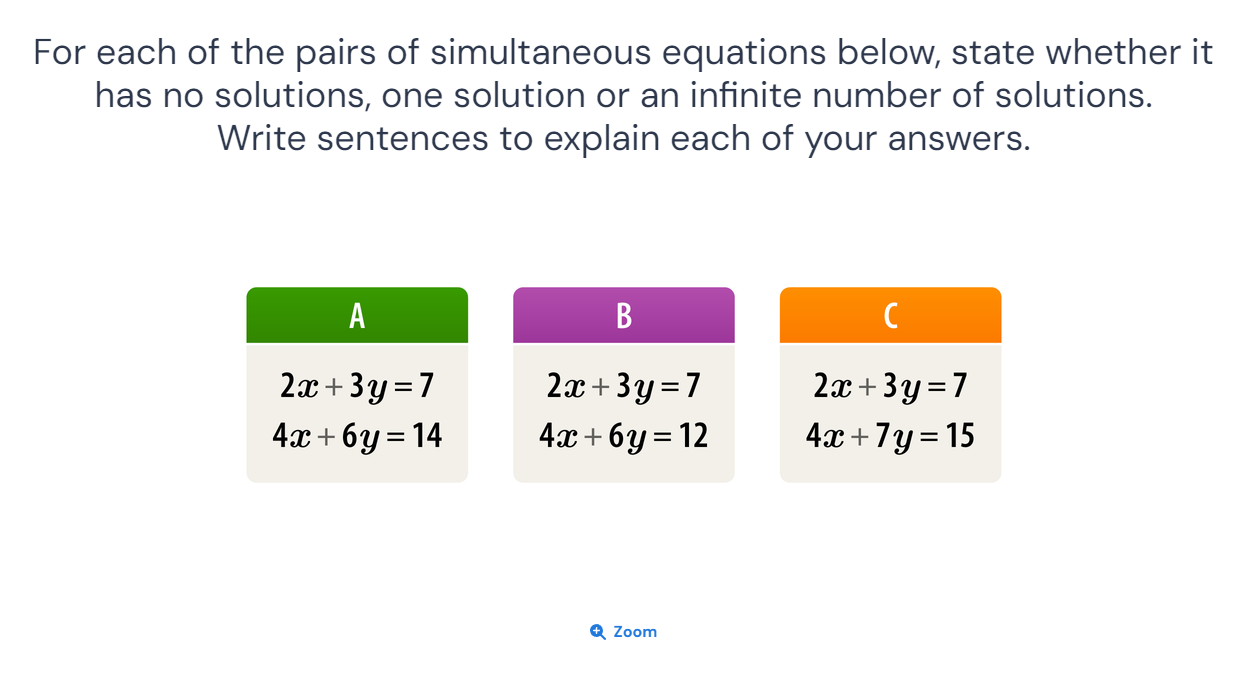 For each of the pairs of simultaneous equations below, state whether it
has no solutions, one solution or an infinite number of solutions.
Write sentences to explain each of your answers.
A
2x + 3y = 7
4x + 6y = 14
B
2x + 3y = 7
4x + 6y = 12
C
2x + 3y = 7
4x + 7y = 15
Zoom